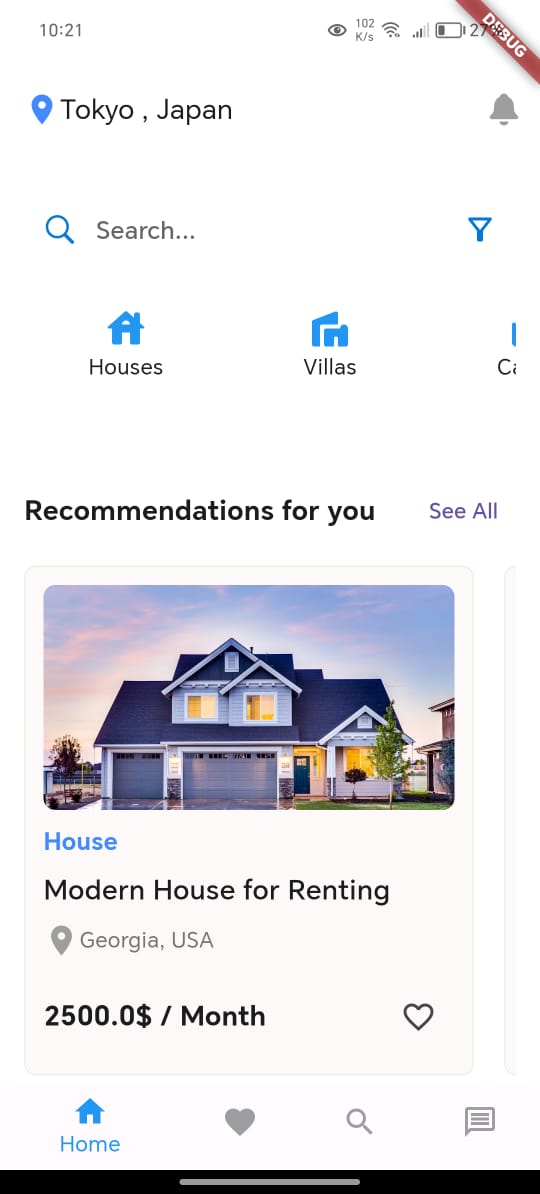 10:21
102
K/s
27%
DEBUG
Tokyo , Japan
Search...
Houses
Villas
Recommendations for you
See All
House
Modern House for Renting
Georgia, USA
2500.0$ / Month
Home